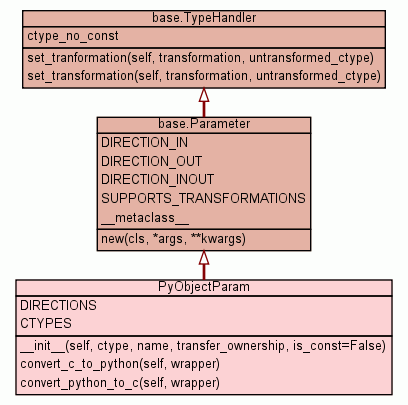 base.TypeHandler
ctype_no_const
set_tranformation(self, transformation, untransformed_ctype)
set_transformation(self, transformation, untransformed_ctype)
base.Parameter
DIRECTION_IN
DIRECTION_OUT
DIRECTION_INOUT
SUPPORTS_TRANSFORMATIONS
__metaclass__
new(cls, *args, **kwargs)
PyObjectParam
DIRECTIONS
CTYPES
__init__(self, ctype, name, transfer_ownership, is_const=False)
convert_c_to_python(self, wrapper)
convert_python_to_c(self, wrapper)